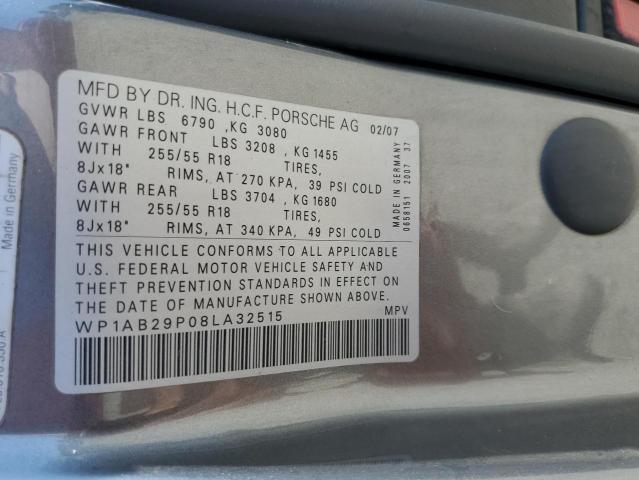 MFD BY DR. ING. H.C.F. PORSCHE AG 02/07
GVWR LBS 6790 ,KG 3080
GAWR FRONT LBS 3208 , KG 1455
WITH 255/55 R18 TIRES,
8Jx18" RIMS, AT 270 KPA, 39 PSI COLD
GAWR REAR LBS 3704 , KG 1680
WITH 255/55 R18 TIRES,
8Jx18" RIMS, AT 340 KPA, 49 PSI COLD
THIS VEHICLE CONFORMS TO ALL APPLICABLE
U.S. FEDERAL MOTOR VEHICLE SAFETY AND
THEFT PREVENTION STANDARDS IN EFFECT ON
THE DATE OF MANUFACTURE SHOWN ABOVE.
WP1AB29P08LA32515 MPV
MADE IN GERMANY
0658151 2007 37
Made in Germany